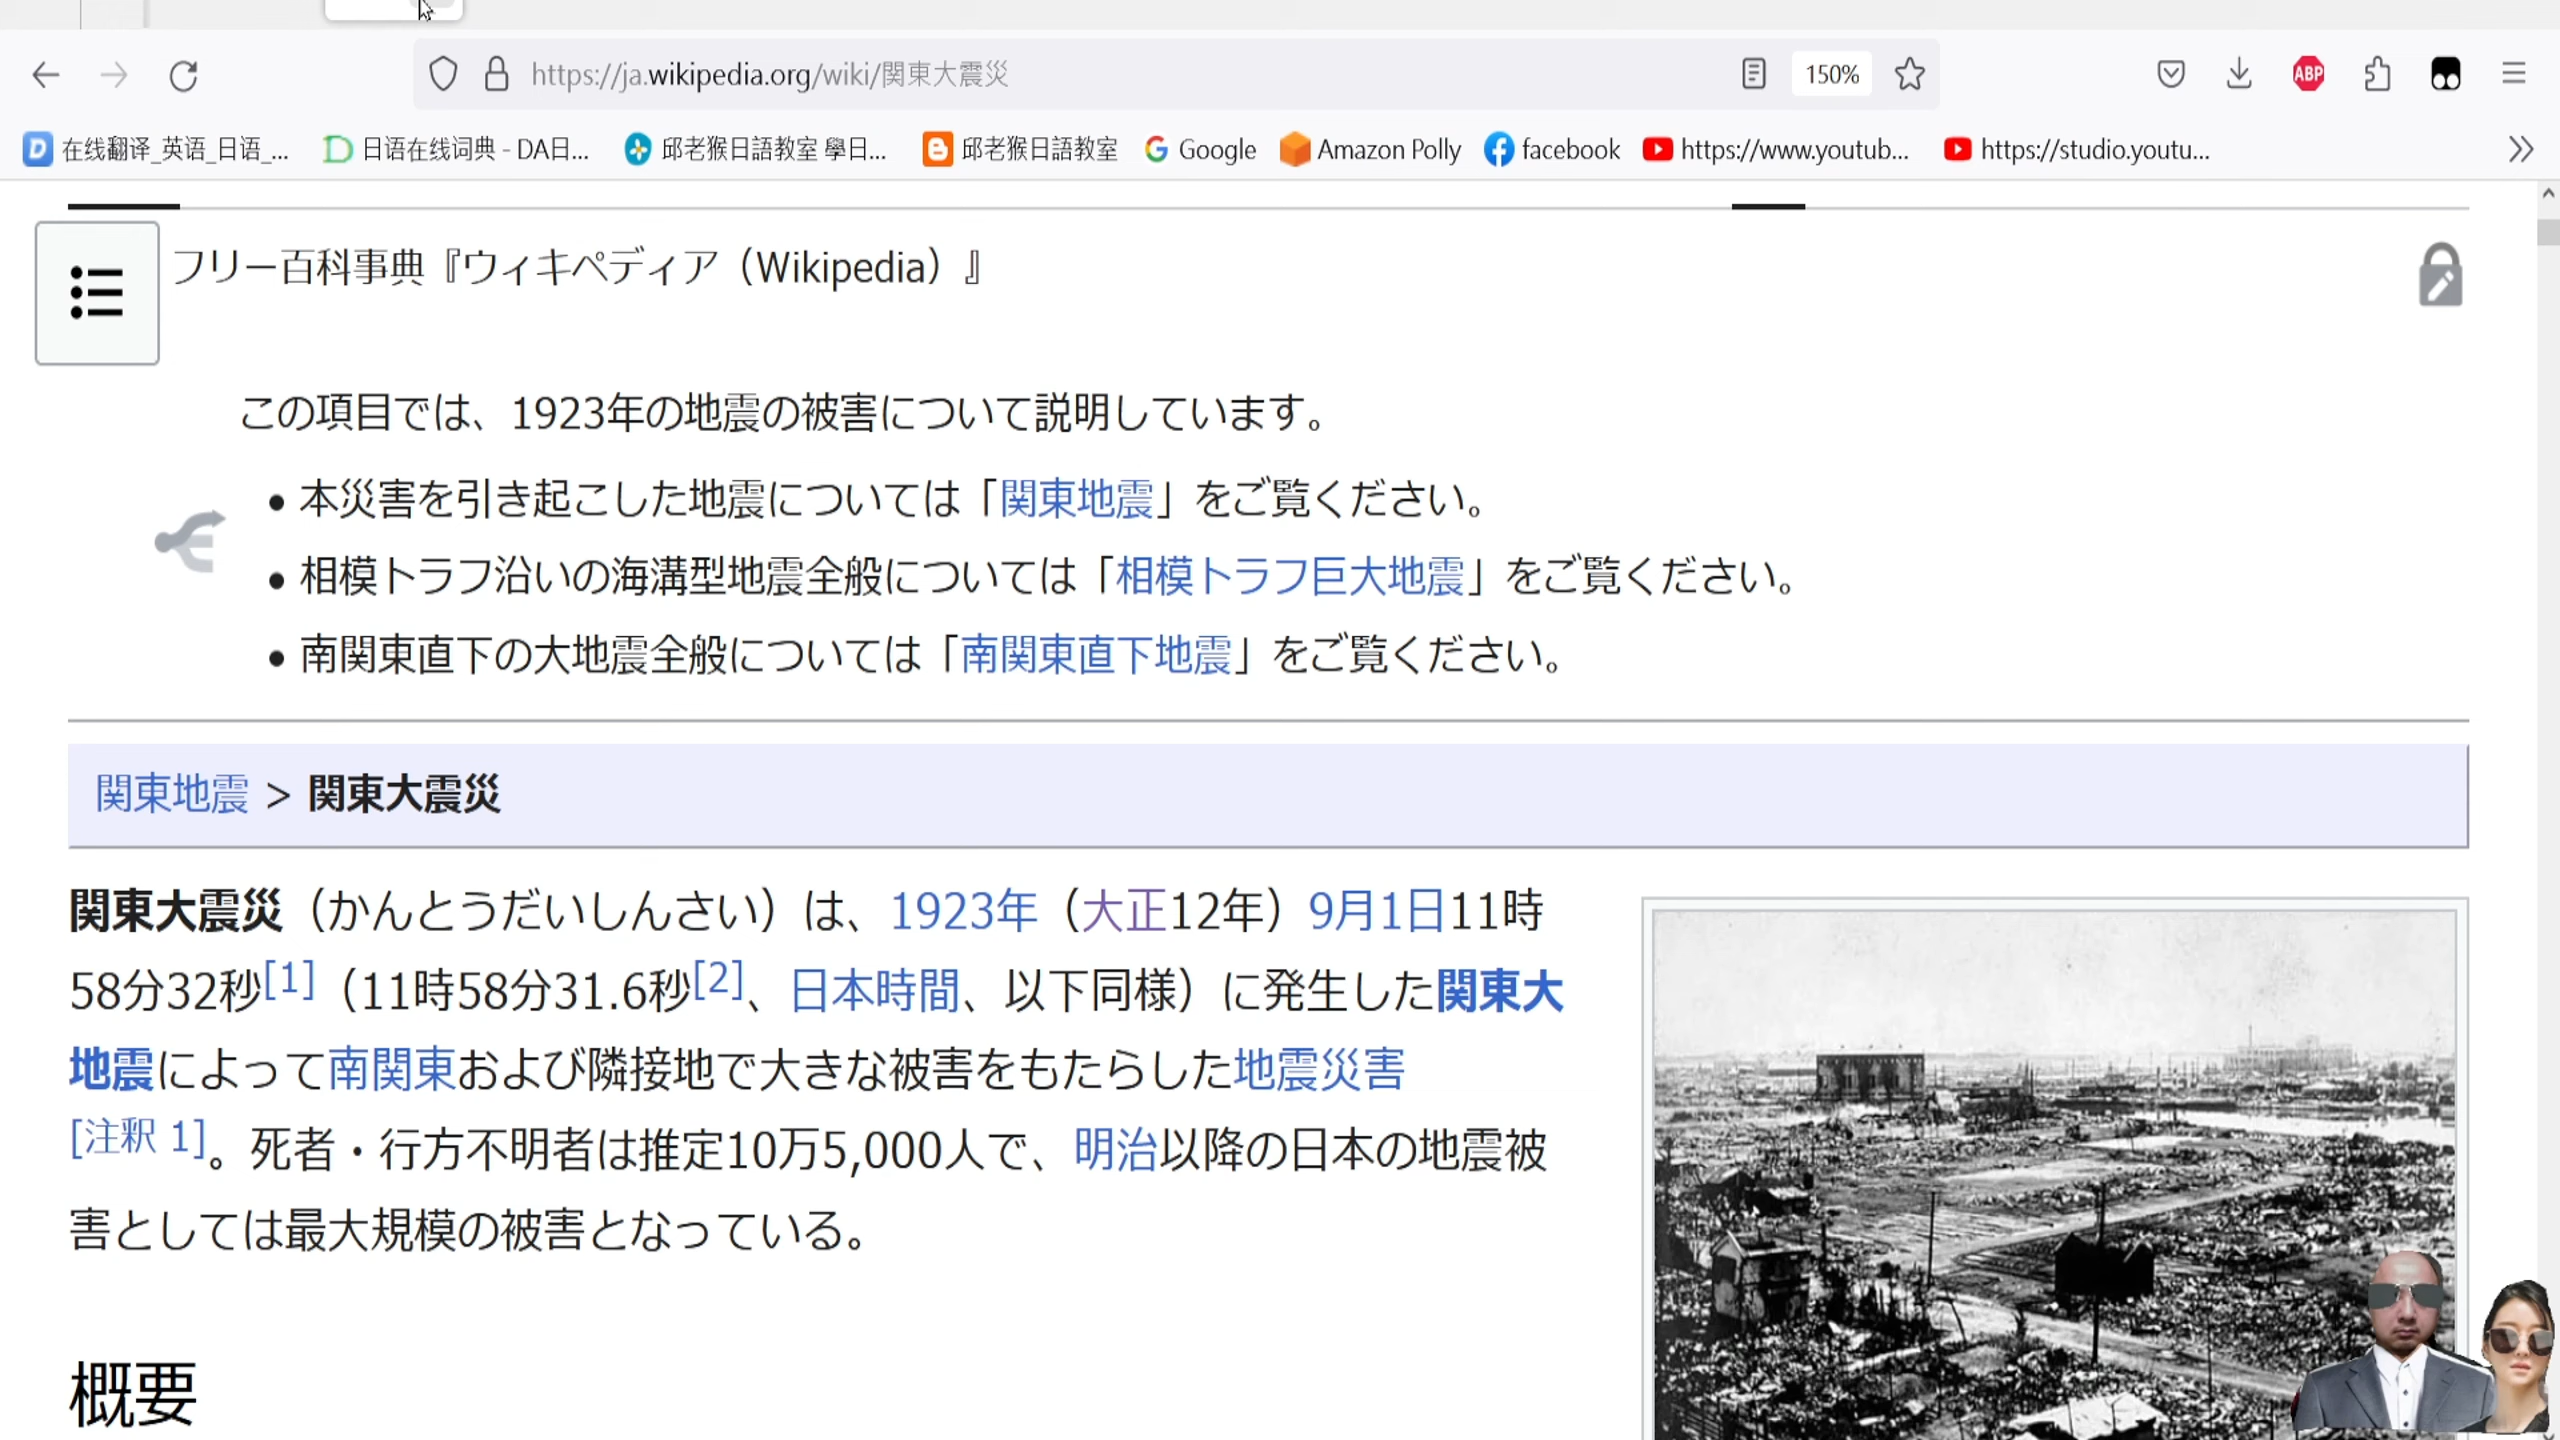 https://ja.wikipedia.org/wiki/関東大震災
150%
ABP
在线翻译_英语_日语_...
日语在线词典 - DA日...
邱老猴日語教室 學日...
邱老猴日語教室
Google
Amazon Polly
facebook
https://www.youtub...
https://studio.youtu...
フリー百科事典『ウィキペディア（Wikipedia）』
この項目では、1923年の地震の被害について説明しています。
• 本災害を引き起こした地震については「関東地震」をご覧ください。
• 相模トラフ沿いの海溝型地震全般については「相模トラフ巨大地震」をご覧ください。
• 南関東直下の大地震全般については「南関東直下地震」をご覧ください。
関東地震 > 関東大震災
関東大震災（かんとうだいしんさい）は、1923年（大正12年）9月1日11時
58分32秒[1]（11時58分31.6秒[2]、日本時間、以下同様）に発生した関東大
地震によって南関東および隣接地で大きな被害をもたらした地震災害
[注釈 1]。死者・行方不明者は推定10万5,000人で、明治以降の日本の地震被
害としては最大規模の被害となっている。
概要